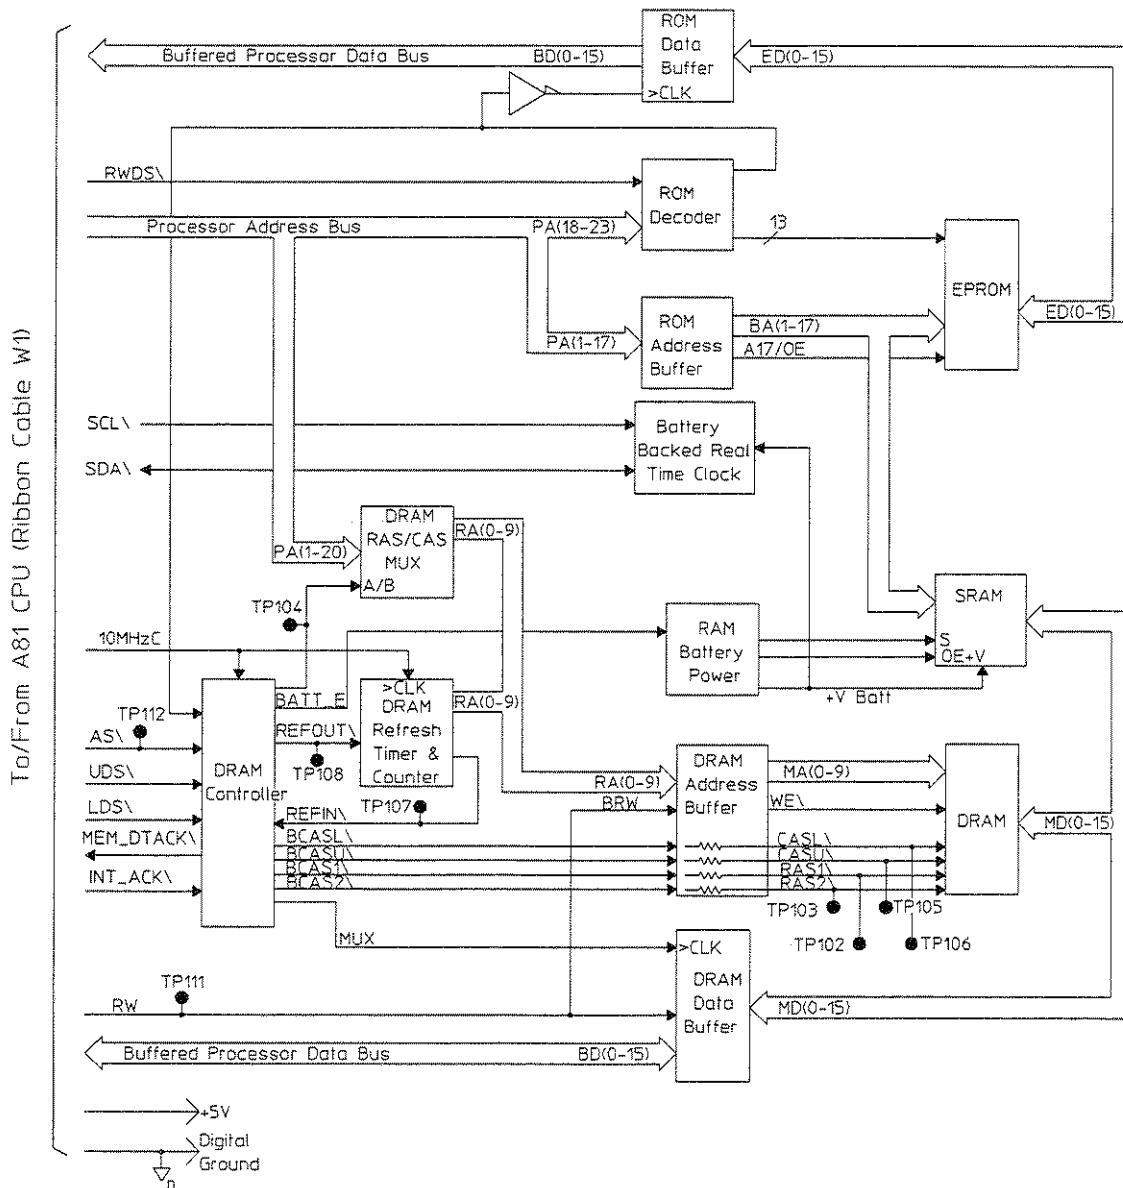 To/From A81 CPU (Ribbon Cable W1)
ROM
Data
Buffer
>CLK
Buffered Processor Data Bus
BD(0-15)
ED(0-15)
RWDS\
ROM
Decoder
Processor Address Bus
PA(18-23)
13
EPROM
ED(0-15)
ROM
Address
Buffer
PA(1-17)
BA(1-17)
A17/OE
SCL\
SDA\
Battery
Backed Real
Time Clock
DRAM
RAS/CAS
MUX
A/B
PA(1-20)
RA(0-9)
TP104
10MHzC
RAM
Battery
Power
SRAM
S
OE+V
+V Batt
>CLK
DRAM
Refresh
Timer &
Counter
RA(0-9)
BATT_E
REFOUT\
TP108
TP107
REFIN\
TP112
AS\
UDS\
LDS\
MEM_DTACK\
INT_ACK\
DRAM
Controller
BCASL\
BCASU\
BCAS1\
BCAS2\
MUX
DRAM
Address
Buffer
RA(0-9)
BRW
MA(0-9)
WE\
CASL\
CASU\
RAS1\
RAS2\
DRAM
MD(0-15)
TP103
TP105
TP102
TP106
>CLK
DRAM
Data
Buffer
MD(0-15)
TP111
RW
Buffered Processor Data Bus
BD(0-15)
+5V
Digital
Ground
D